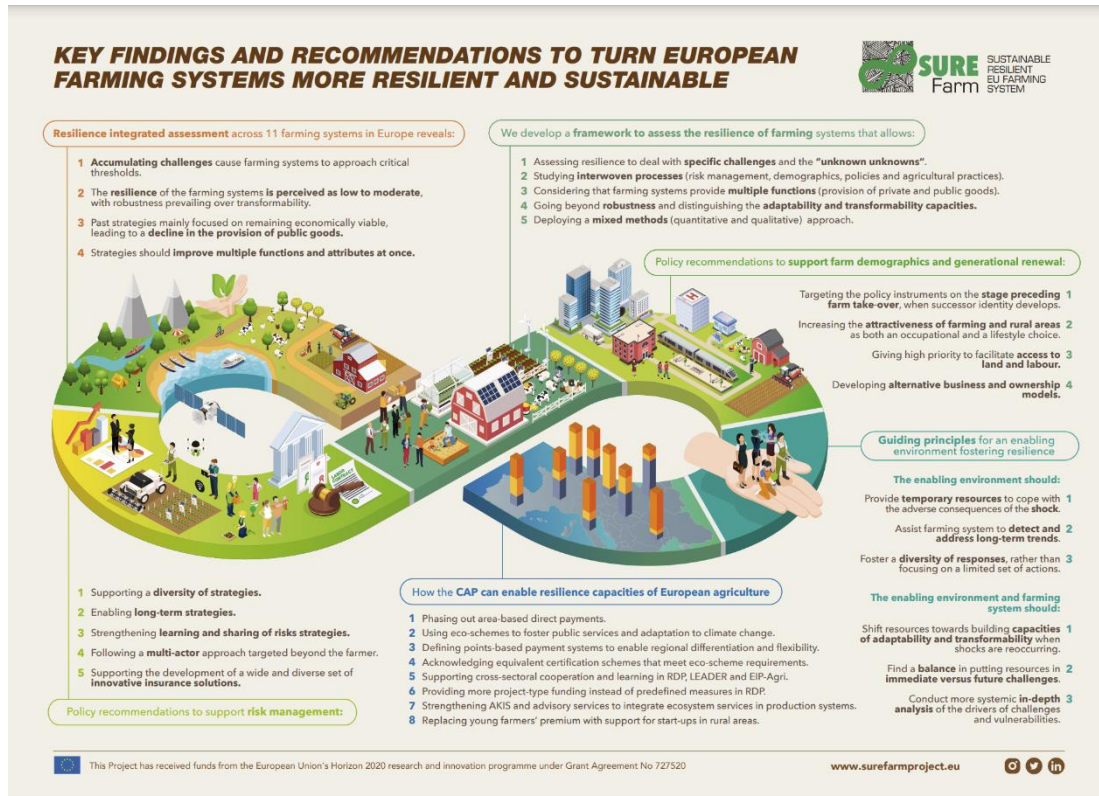 KEY FINDINGS AND RECOMMENDATIONS TO TURN EUROPEAN
FARMING SYSTEMS MORE RESILIENT AND SUSTAINABLE
SURE
Farm
SUSTAINABLE
RESILIENT
EU FARMING
SYSTEM
Resilience integrated assessment across 11 farming systems in Europe reveals:
1 Accumulating challenges cause farming systems to approach critical
thresholds.
2 The resilience of the farming systems is perceived as low to moderate,
with robustness prevailing over transformability.
3 Past strategies mainly focused on remaining economically viable,
leading to a decline in the provision of public goods.
4 Strategies should improve multiple functions and attributes at once.
We develop a framework to assess the resilience of farming systems that allows:
1 Assessing resilience to deal with specific challenges and the "unknown unknowns".
2 Studying interwoven processes (risk management, demographics, policies and agricultural practices).
3 Considering that farming systems provide multiple functions (provision of private and public goods).
4 Going beyond robustness and distinguishing the adaptability and transformability capacities.
5 Deploying a mixed methods (quantitative and qualitative) approach.
Policy recommendations to support farm demographics and generational renewal:
Targeting the policy instruments on the stage preceding 1
farm take-over, when successor identity develops.
Increasing the attractiveness of farming and rural areas 2
as both an occupational and a lifestyle choice.
Giving high priority to facilitate access to 3
land and labour.
Developing alternative business and ownership 4
models.
Guiding principles for an enabling
environment fostering resilience
The enabling environment should:
Provide temporary resources to cope with 1
the adverse consequences of the shock.
Assist farming system to detect and 2
address long-term trends.
Foster a diversity of responses, rather than 3
focusing on a limited set of actions.
The enabling environment and farming
system should:
Shift resources towards building capacities 1
of adaptability and transformability when
shocks are reoccurring.
Find a balance in putting resources in 2
immediate versus future challenges.
Conduct more systemic in-depth 3
analysis of the drivers of challenges
and vulnerabilities.
H
1 Supporting a diversity of strategies.
2 Enabling long-term strategies.
3 Strengthening learning and sharing of risks strategies.
4 Following a multi-actor approach targeted beyond the farmer.
5 Supporting the development of a wide and diverse set of
innovative insurance solutions.
Policy recommendations to support risk management:
How the CAP can enable resilience capacities of European agriculture
1 Phasing out area-based direct payments.
2 Using eco-schemes to foster public services and adaptation to climate change.
3 Defining points-based payment systems to enable regional differentiation and flexibility.
4 Acknowledging equivalent certification schemes that meet eco-scheme requirements.
5 Supporting cross-sectoral cooperation and learning in RDP, LEADER and EIP-Agri.
6 Providing more project-type funding instead of predefined measures in RDP.
7 Strengthening AKIS and advisory services to integrate ecosystem services in production systems.
8 Replacing young farmers' premium with support for start-ups in rural areas.
This Project has received funds from the European Union's Horizon 2020 research and innovation programme under Grant Agreement No 727520
www.surefarmproject.eu